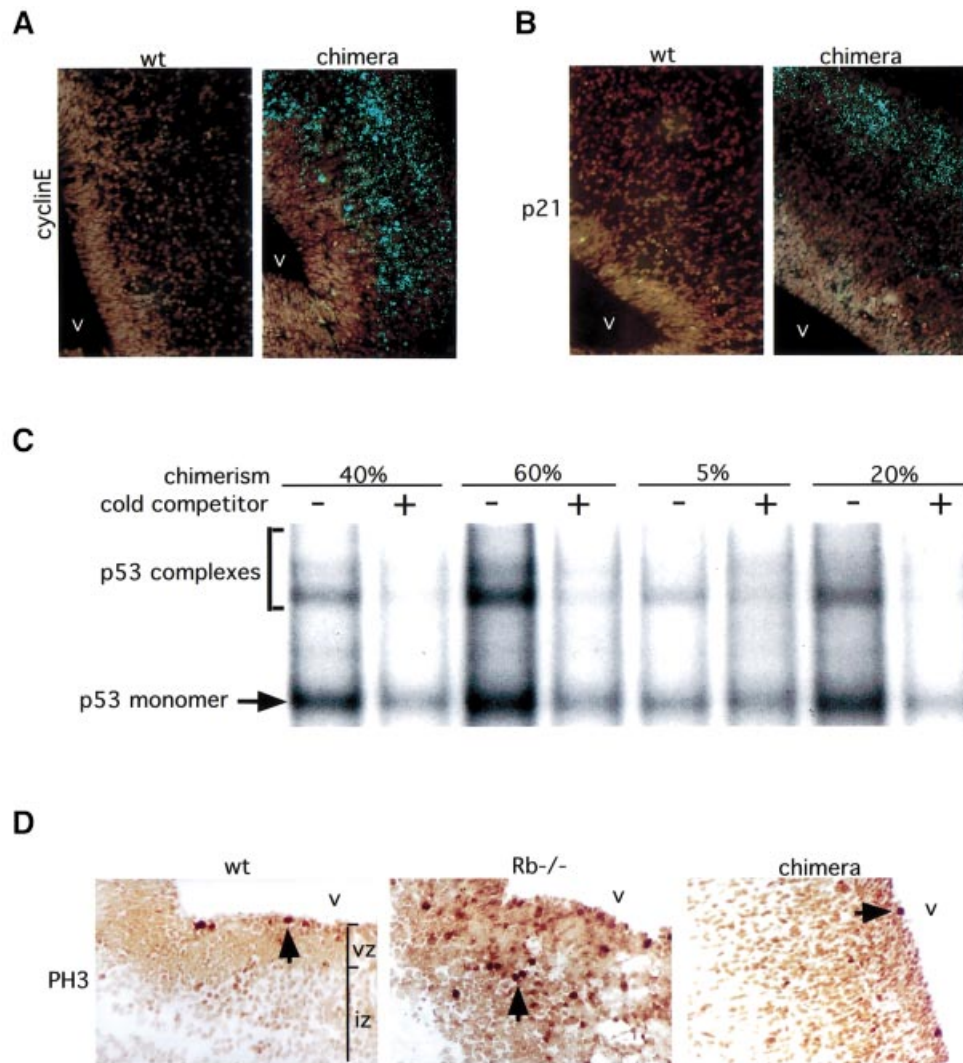 A
wt
chimera
cyclinE
v
v
B
wt
chimera
p21
v
v
C
chimerism 40% 60% 5% 20%
cold competitor - + - + - + - +
p53 complexes
p53 monomer
D
wt
Rb-/-
chimera
PH3
v
vz
iz
v
v